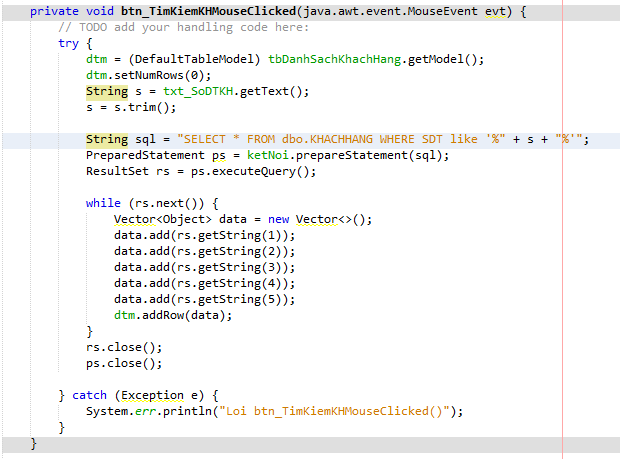 private void btn_TimKiemKHMouseClicked(java.awt.event.MouseEvent evt) {
// TODO add your handling code here:
try {
dtm = (DefaultTableModel) tbDanhSachKhachHang.getModel();
dtm.setNumRows(0);
String s = txt_SoDTKH.getText();
s = s.trim();
String sql = "SELECT * FROM dbo.KHACHHANG WHERE SDT like '%" + s + "%'";
PreparedStatement ps = ketNoi.prepareStatement(sql);
ResultSet rs = ps.executeQuery();
while (rs.next()) {
Vector<Object> data = new Vector<>();
data.add(rs.getString(1));
data.add(rs.getString(2));
data.add(rs.getString(3));
data.add(rs.getString(4));
data.add(rs.getString(5));
dtm.addRow(data);
}
rs.close();
ps.close();
} catch (Exception e) {
System.err.println("Loi btn_TimKiemKHMouseClicked()");
}
}